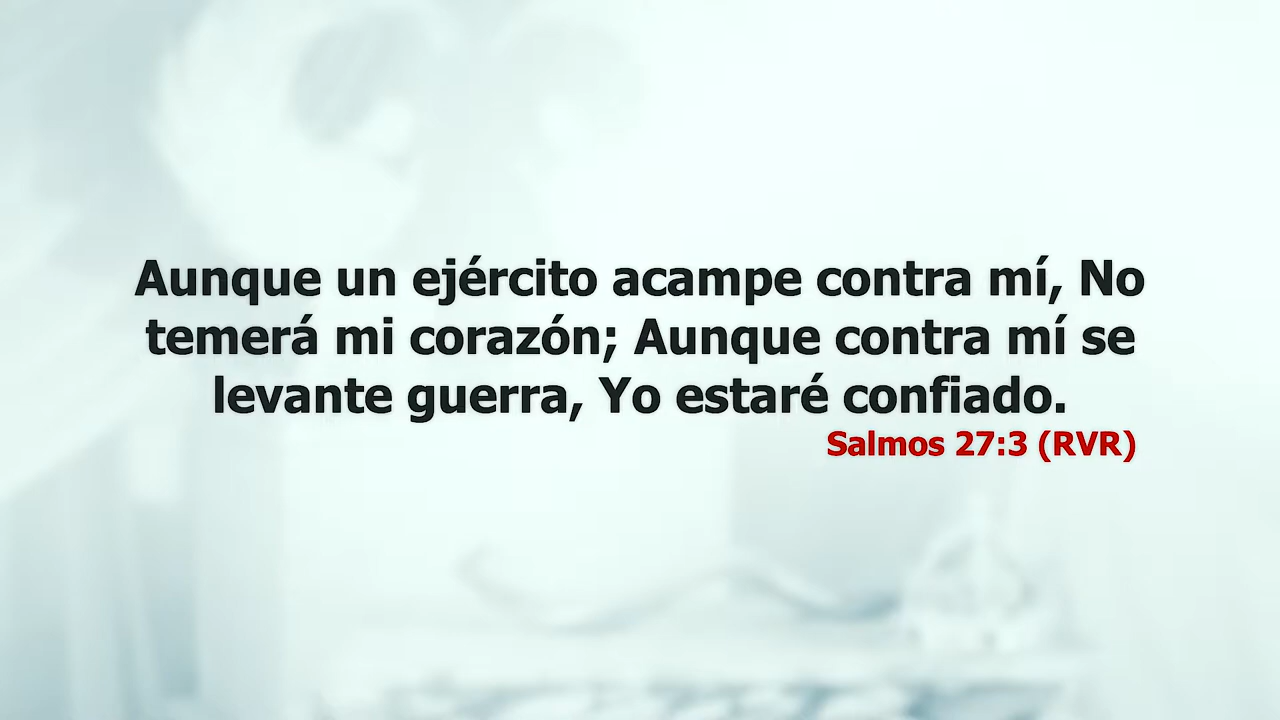 Aunque un ejército acampe contra mí, No
temerá mi corazón; Aunque contra mí se
levante guerra, Yo estaré confiado.
Salmos 27:3 (RVR)